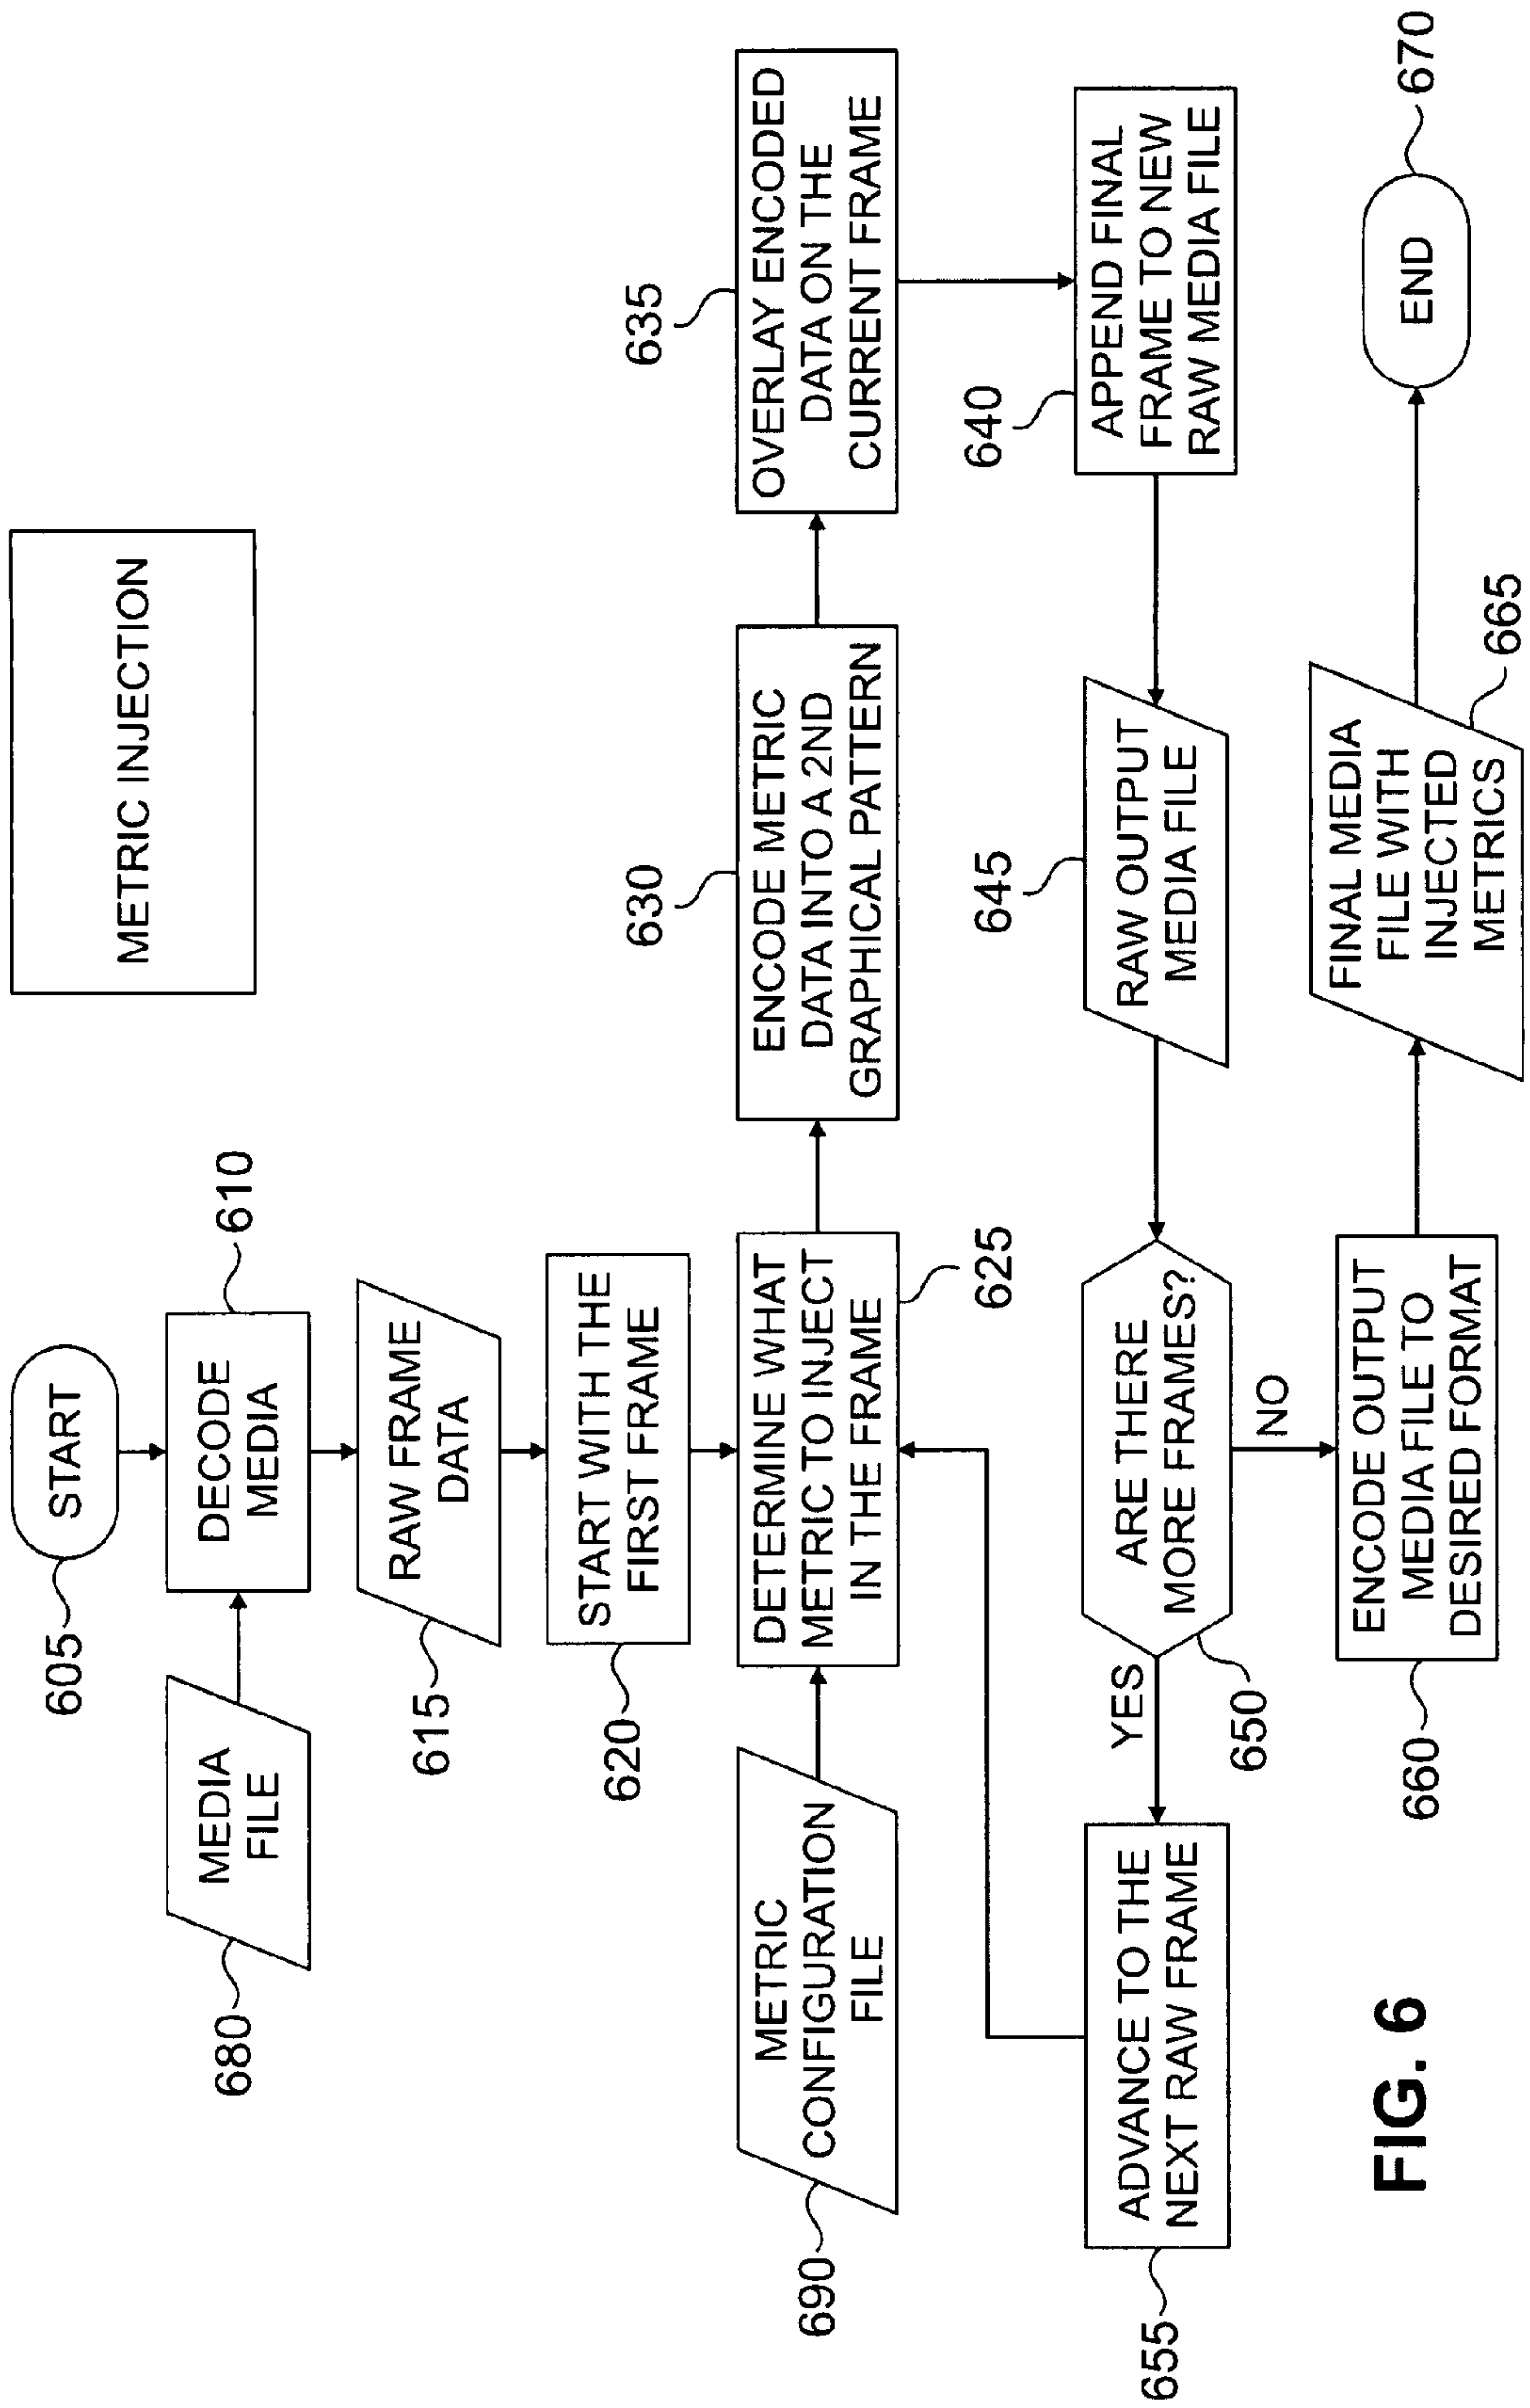 METRIC INJECTION
605
START
680
MEDIA
FILE
DECODE
MEDIA
610
615
RAW FRAME
DATA
620
START WITH THE
FIRST FRAME
690
METRIC
CONFIGURATION
FILE
DETERMINE WHAT
METRIC TO INJECT
IN THE FRAME
625
630
ENCODE METRIC
DATA INTO A 2ND
GRAPHICAL PATTERN
635
OVERLAY ENCODED
DATA ON THE
CURRENT FRAME
640
APPEND FINAL
FRAME TO NEW
RAW MEDIA FILE
645
RAW OUTPUT
MEDIA FILE
ARE THERE
MORE FRAMES?
650
YES
NO
655
ADVANCE TO THE
NEXT RAW FRAME
660
ENCODE OUTPUT
MEDIA FILE TO
DESIRED FORMAT
FINAL MEDIA
FILE WITH
INJECTED
METRICS
665
END
670
FIG. 6